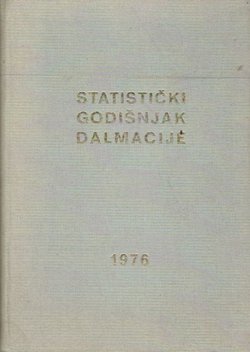 STATISTIČKI
GODIŠNJAK
DALMACIJE
1976